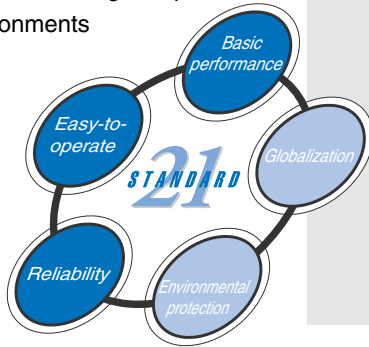 onments
Basic
performance
Easy-to-
operate
Globalization
STANDARD
21
Reliability
Environmental
protection